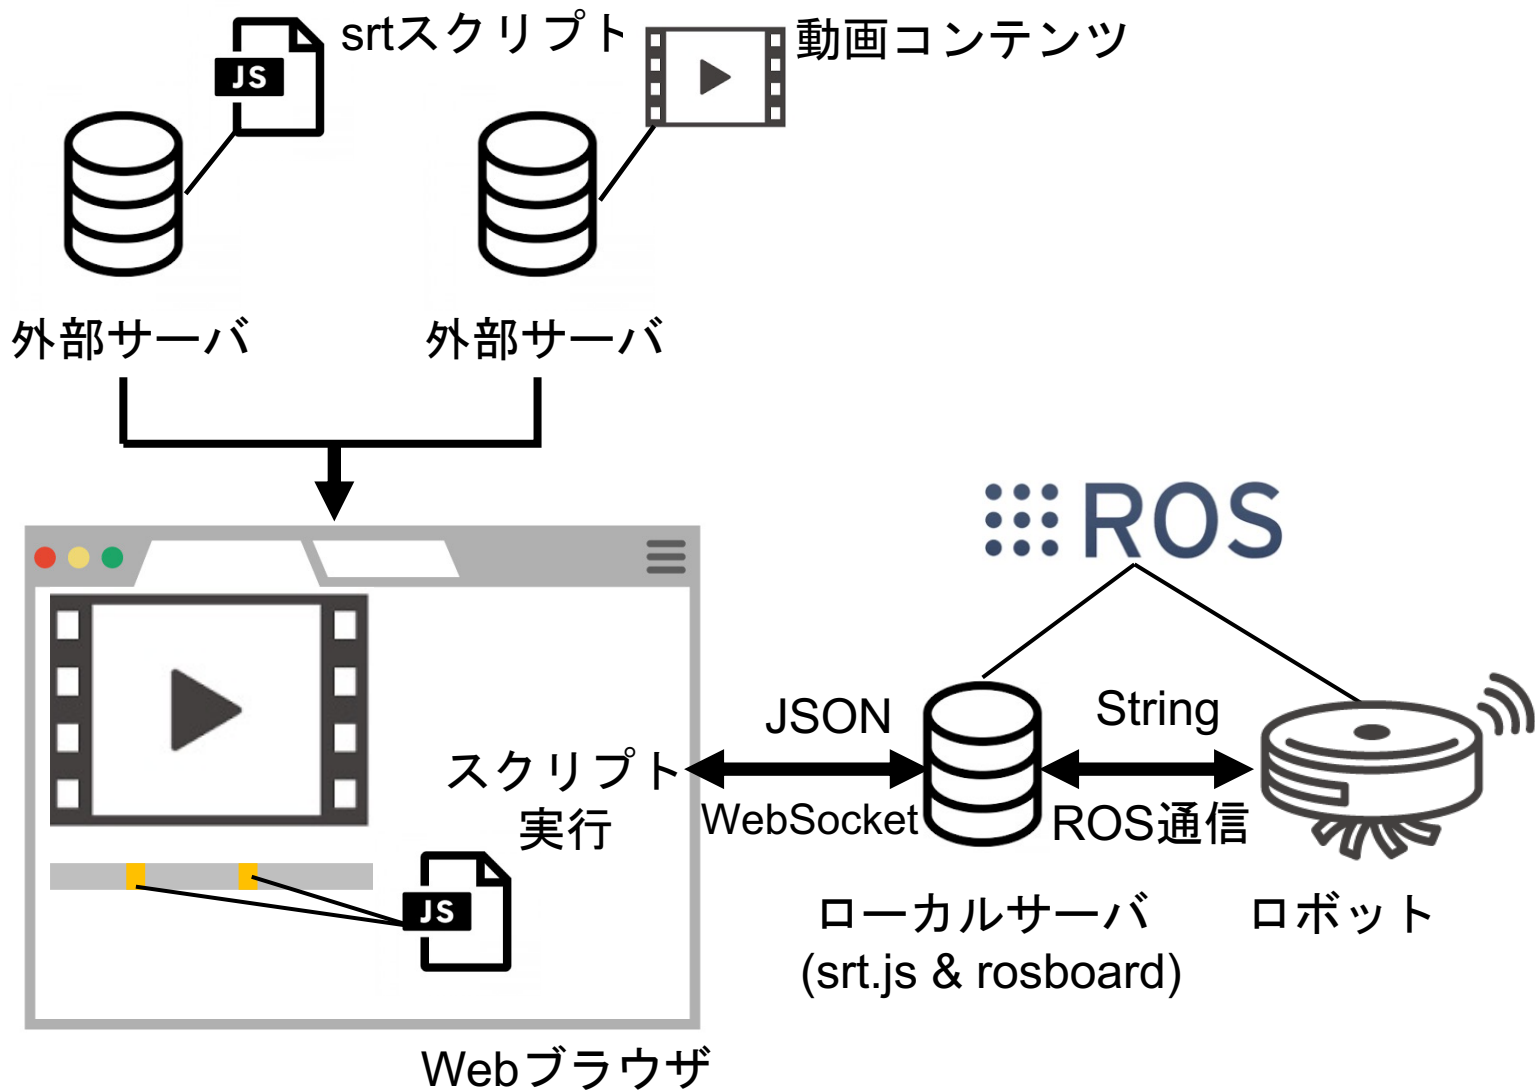 srtスクリプト
動画コンテンツ
JS
外部サーバ
外部サーバ
ROS
JSON
String
スクリプト
実行
WebSocket
ROS通信
JS
ローカルサーバ
(srt.js & rosboard)
ロボット
Webブラウザ